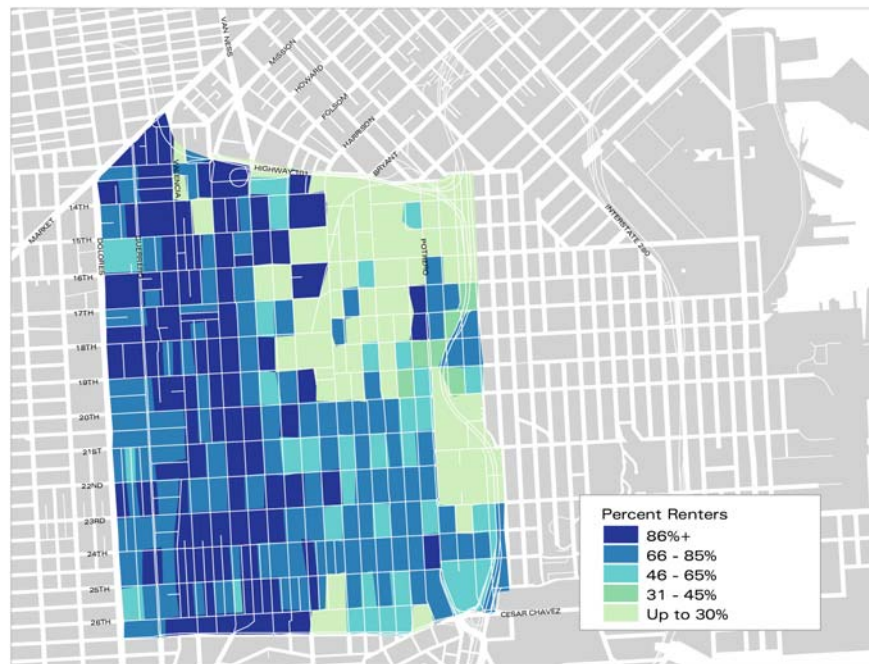 VAN NESS
MISSION
HOWARD
FOLSOM
HARRISON
BRYANT
HIGHWAY 101
VALENCIA
MARKET
DOLORES
GUERRERO
POTRERO
INTERSTATE 280
14TH
15TH
16TH
17TH
18TH
19TH
20TH
21ST
22ND
23RD
24TH
25TH
26TH
CESAR CHAVEZ
Percent Renters
86%+
66 - 85%
46 - 65%
31 - 45%
Up to 30%